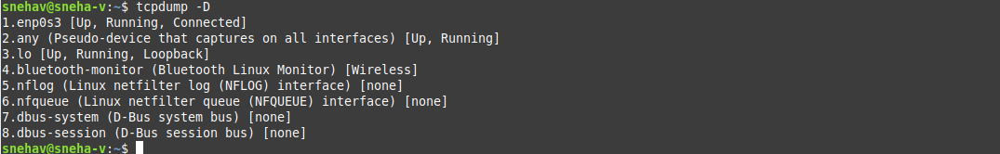 snehav@sneha-v:~$ tcpdump -D
1.enp0s3 [Up, Running, Connected]
2.any (Pseudo-device that captures on all interfaces) [Up, Running]
3.lo [Up, Running, Loopback]
4.bluetooth-monitor (Bluetooth Linux Monitor) [Wireless]
5.nflog (Linux netfilter log (NFLOG) interface) [none]
6.nfqueue (Linux netfilter queue (NFQUEUE) interface) [none]
7.dbus-system (D-Bus system bus) [none]
8.dbus-session (D-Bus session bus) [none]
snehav@sneha-v:~$